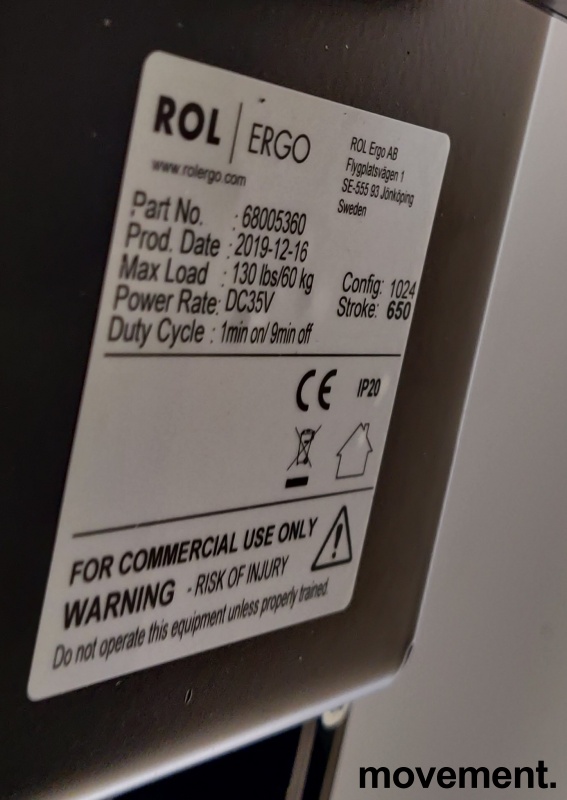 ROL | ERGO
www.rolergo.com
ROL Ergo AB
Flygplatsvägen 1
SE-555 93 Jönköping
Sweden
Part No. : 68005360
Prod. Date : 2019-12-16
Max Load : 130 lbs/60 kg
Power Rate: DC35V
Duty Cycle : 1min on/ 9min off
Config: 1024
Stroke: 650
CE IP20
FOR COMMERCIAL USE ONLY
WARNING - RISK OF INJURY
Do not operate this equipment unless properly trained.
movement.